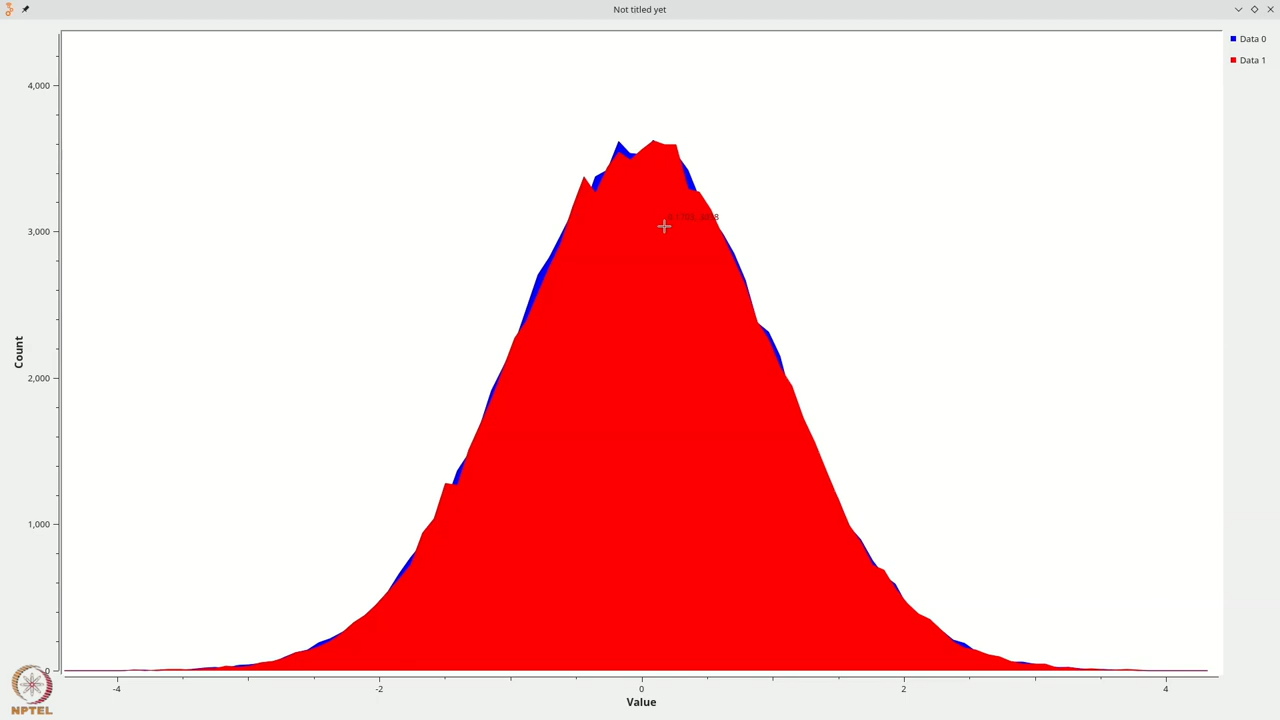 Not titled yet
Data 0
Data 1
4,000
3,000
Count
2,000
1,000
0
-4
-2
0
2
4
Value
NPTEL